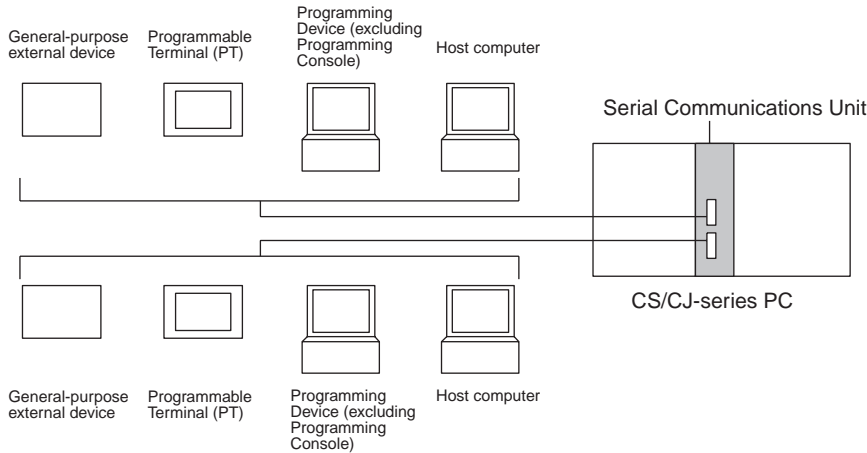 General-purpose
external device
Programmable
Terminal (PT)
Programming
Device (excluding
Programming
Console)
Host computer
Serial Communications Unit
CS/CJ-series PC
General-purpose
external device
Programmable
Terminal (PT)
Programming
Device (excluding
Programming
Console)
Host computer